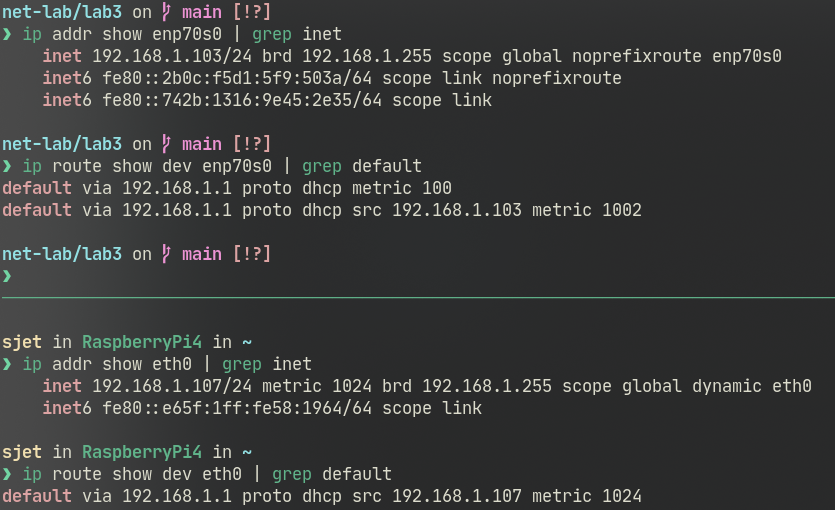 net-lab/lab3 on  main [!?]
❯ ip addr show enp70s0 | grep inet
inet 192.168.1.103/24 brd 192.168.1.255 scope global noprefixroute enp70s0
inet6 fe80::2b0c:f5d1:5f9:503a/64 scope link noprefixroute
inet6 fe80::742b:1316:9e45:2e35/64 scope link
net-lab/lab3 on  main [!?]
❯ ip route show dev enp70s0 | grep default
default via 192.168.1.1 proto dhcp metric 100
default via 192.168.1.1 proto dhcp src 192.168.1.103 metric 1002
net-lab/lab3 on  main [!?]
❯
sjet in RaspberryPi4 in ~
❯ ip addr show eth0 | grep inet
inet 192.168.1.107/24 metric 1024 brd 192.168.1.255 scope global dynamic eth0
inet6 fe80::e65f:1ff:fe58:1964/64 scope link
sjet in RaspberryPi4 in ~
❯ ip route show dev eth0 | grep default
default via 192.168.1.1 proto dhcp src 192.168.1.107 metric 1024